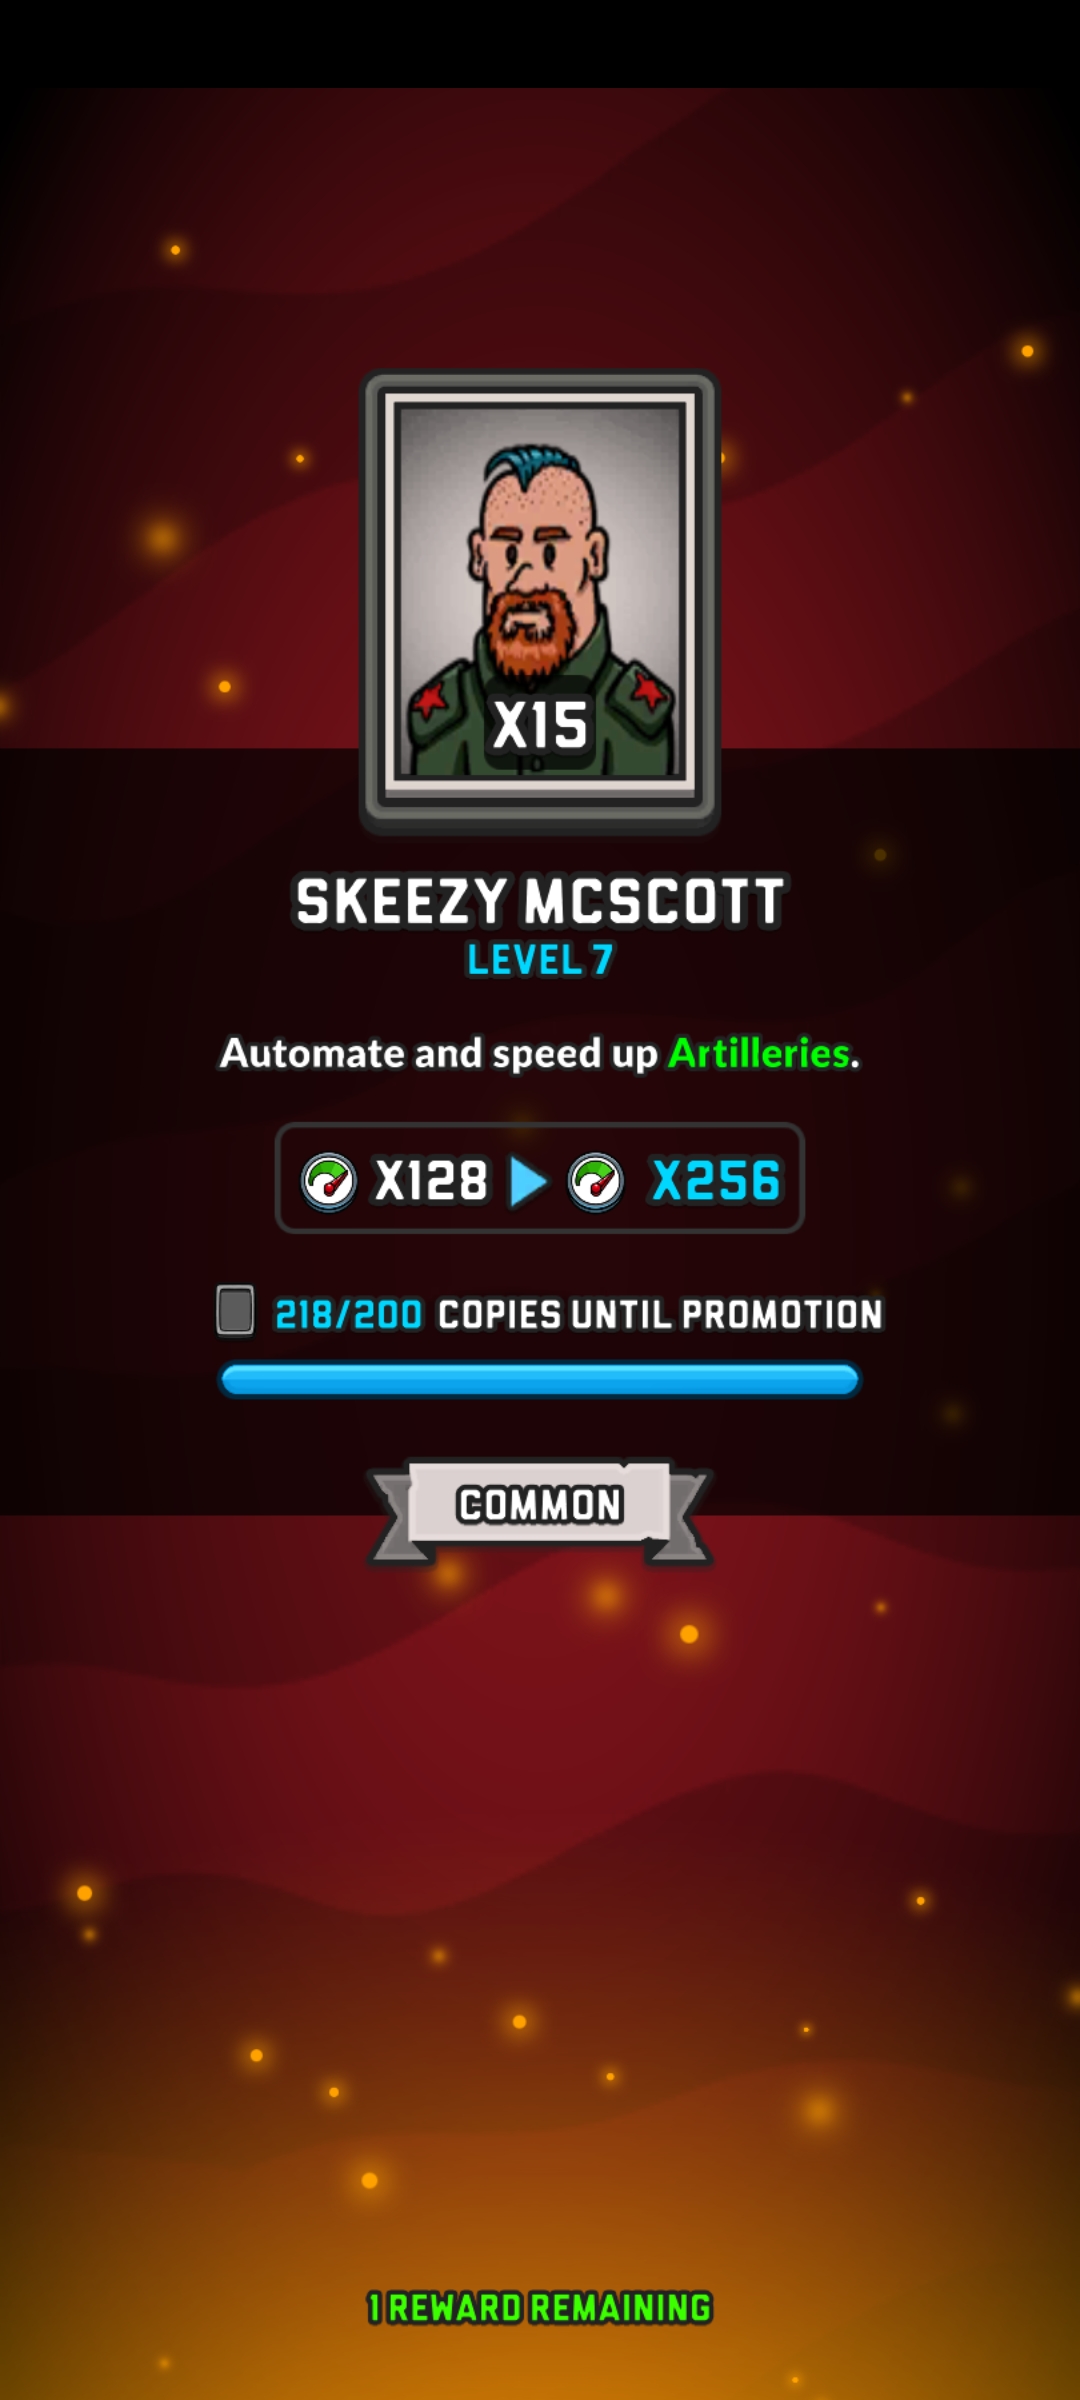 X15
SKEEZY MCSCOTT
LEVEL 7
Automate and speed up Artilleries.
X128 X256
218/200 COPIES UNTIL PROMOTION
COMMON
1 REWARD REMAINING